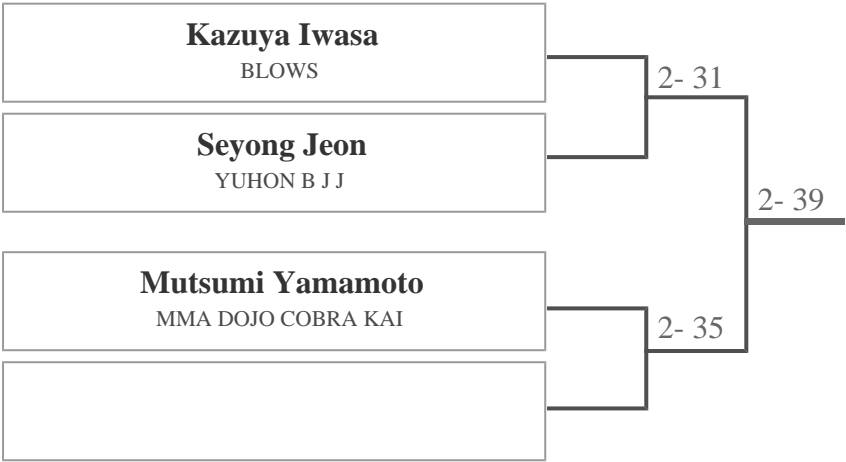 Kazuya Iwasa
BLOWS
2- 31
Seyong Jeon
YUHON B J J
2- 39
Mutsumi Yamamoto
MMA DOJO COBRA KAI
2- 35